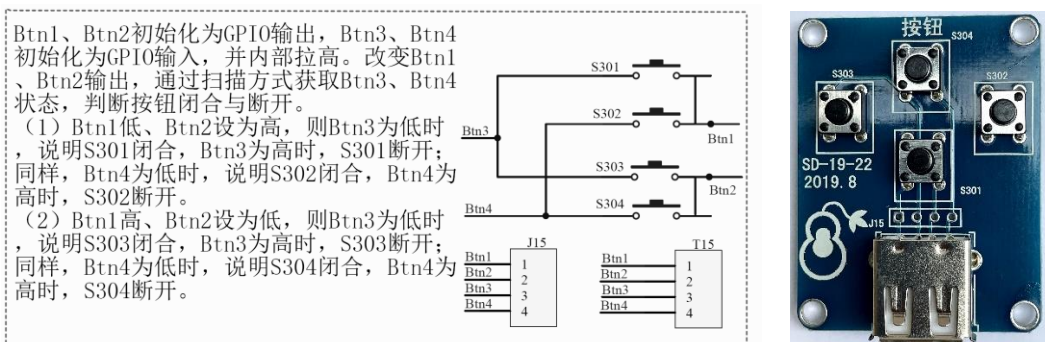 Btn1、Btn2初始化为GPIO输出，Btn3、Btn4
初始化为GPIO输入，并内部拉高。改变Btn1
、Btn2输出，通过扫描方式获取Btn3、Btn4
状态，判断按钮闭合与断开。
（1）Btn1低、Btn2设为高，则Btn3为低时
，说明S301闭合，Btn3为高时，S301断开；
同样，Btn4为低时，说明S302闭合，Btn4为
高时，S302断开。
（2）Btn1高、Btn2设为低，则Btn3为低时
，说明S303闭合，Btn3为高时，S303断开；
同样，Btn4为低时，说明S304闭合，Btn4为
高时，S304断开。
S301
S302
Btn3
Btn1
S303
Btn2
S304
Btn4
J15
Btn1 1
Btn2 2
Btn3 3
Btn4 4
T15
Btn1 1
Btn2 2
Btn3 3
Btn4 4
按钮
S304
S303
S302
SD-19-22
2019.8
S301
J15